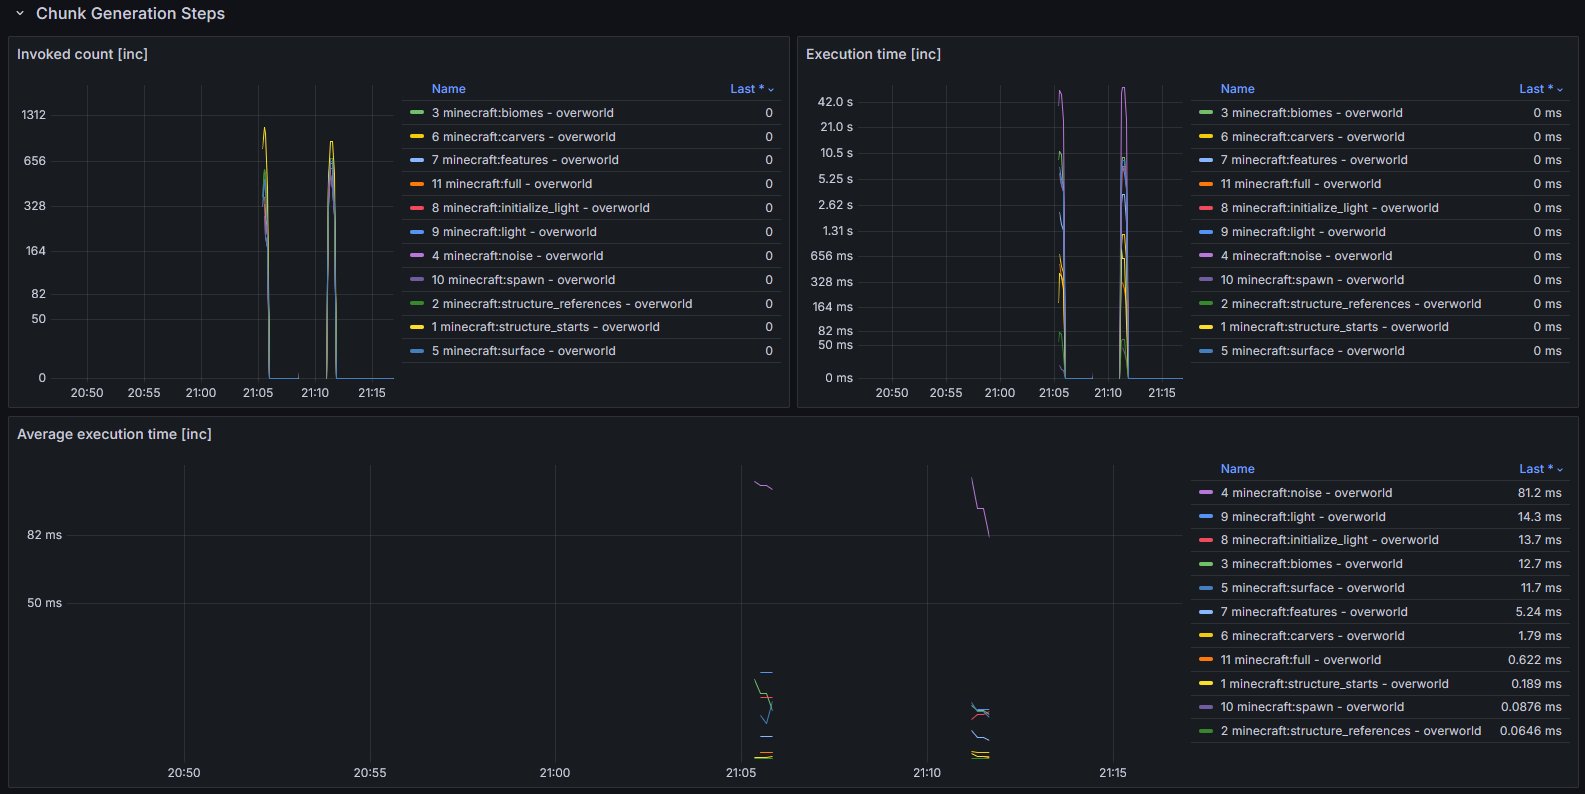 Chunk Generation Steps
Invoked count [inc]
1312
656
328
164
82
50
0
20:50 20:55 21:00 21:05 21:10 21:15
Name Last *
3 minecraft:biomes - overworld 0
6 minecraft:carvers - overworld 0
7 minecraft:features - overworld 0
11 minecraft:full - overworld 0
8 minecraft:initialize_light - overworld 0
9 minecraft:light - overworld 0
4 minecraft:noise - overworld 0
10 minecraft:spawn - overworld 0
2 minecraft:structure_references - overworld 0
1 minecraft:structure_starts - overworld 0
5 minecraft:surface - overworld 0
Execution time [inc]
42.0 s
21.0 s
10.5 s
5.25 s
2.62 s
1.31 s
656 ms
328 ms
164 ms
82 ms
50 ms
0 ms
20:50 20:55 21:00 21:05 21:10 21:15
Name Last *
3 minecraft:biomes - overworld 0 ms
6 minecraft:carvers - overworld 0 ms
7 minecraft:features - overworld 0 ms
11 minecraft:full - overworld 0 ms
8 minecraft:initialize_light - overworld 0 ms
9 minecraft:light - overworld 0 ms
4 minecraft:noise - overworld 0 ms
10 minecraft:spawn - overworld 0 ms
2 minecraft:structure_references - overworld 0 ms
1 minecraft:structure_starts - overworld 0 ms
5 minecraft:surface - overworld 0 ms
Average execution time [inc]
82 ms
50 ms
20:50 20:55 21:00 21:05 21:10 21:15
Name Last *
4 minecraft:noise - overworld 81.2 ms
9 minecraft:light - overworld 14.3 ms
8 minecraft:initialize_light - overworld 13.7 ms
3 minecraft:biomes - overworld 12.7 ms
5 minecraft:surface - overworld 11.7 ms
7 minecraft:features - overworld 5.24 ms
6 minecraft:carvers - overworld 1.79 ms
11 minecraft:full - overworld 0.622 ms
1 minecraft:structure_starts - overworld 0.189 ms
10 minecraft:spawn - overworld 0.0876 ms
2 minecraft:structure_references - overworld 0.0646 ms